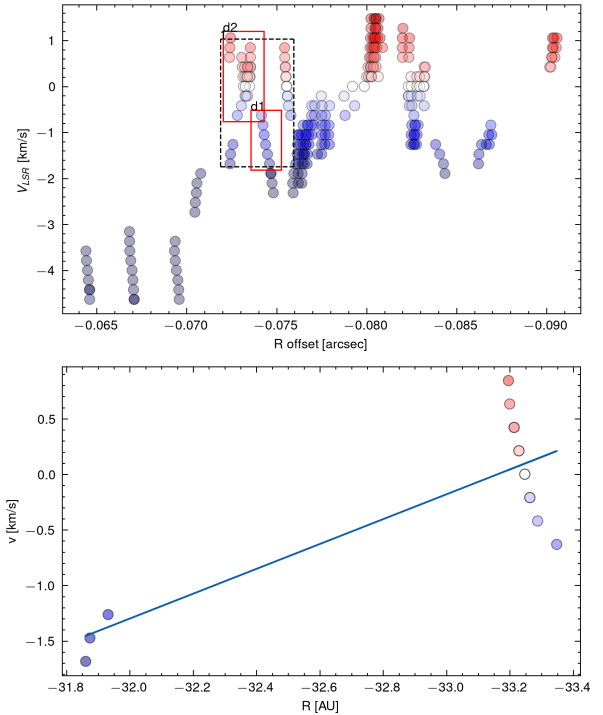 d2
d1
1
0
−1
−2
−3
−4
V_LSR [km/s]
−0.065 −0.070 −0.075 −0.080 −0.085 −0.090
R offset [arcsec]
0.5
0.0
−0.5
−1.0
−1.5
v [km/s]
−31.8 −32.0 −32.2 −32.4 −32.6 −32.8 −33.0 −33.2 −33.4
R [AU]